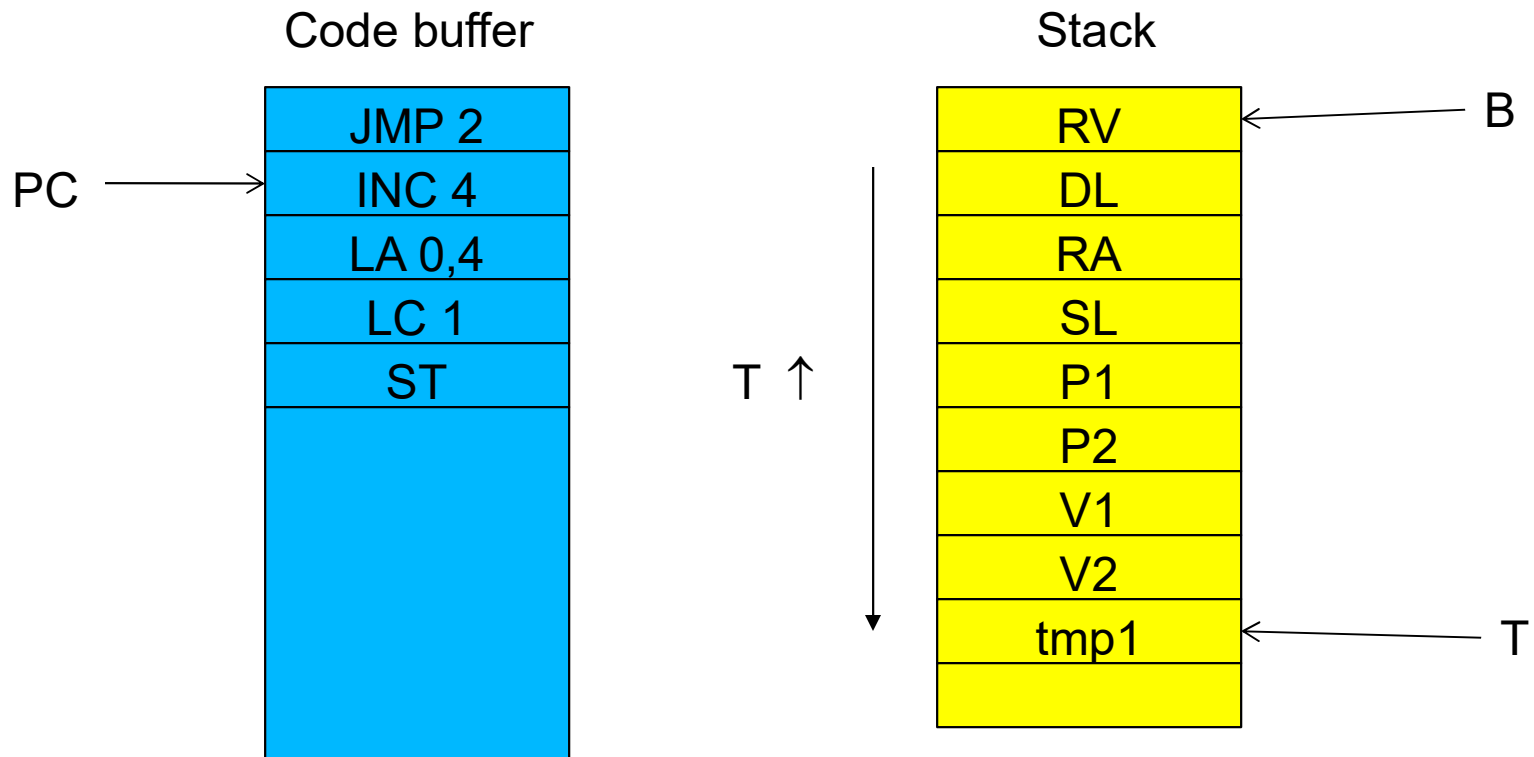 Code buffer
JMP 2
INC 4
LA 0,4
LC 1
ST
PC
T ↑
Stack
RV
DL
RA
SL
P1
P2
V1
V2
tmp1
B
T